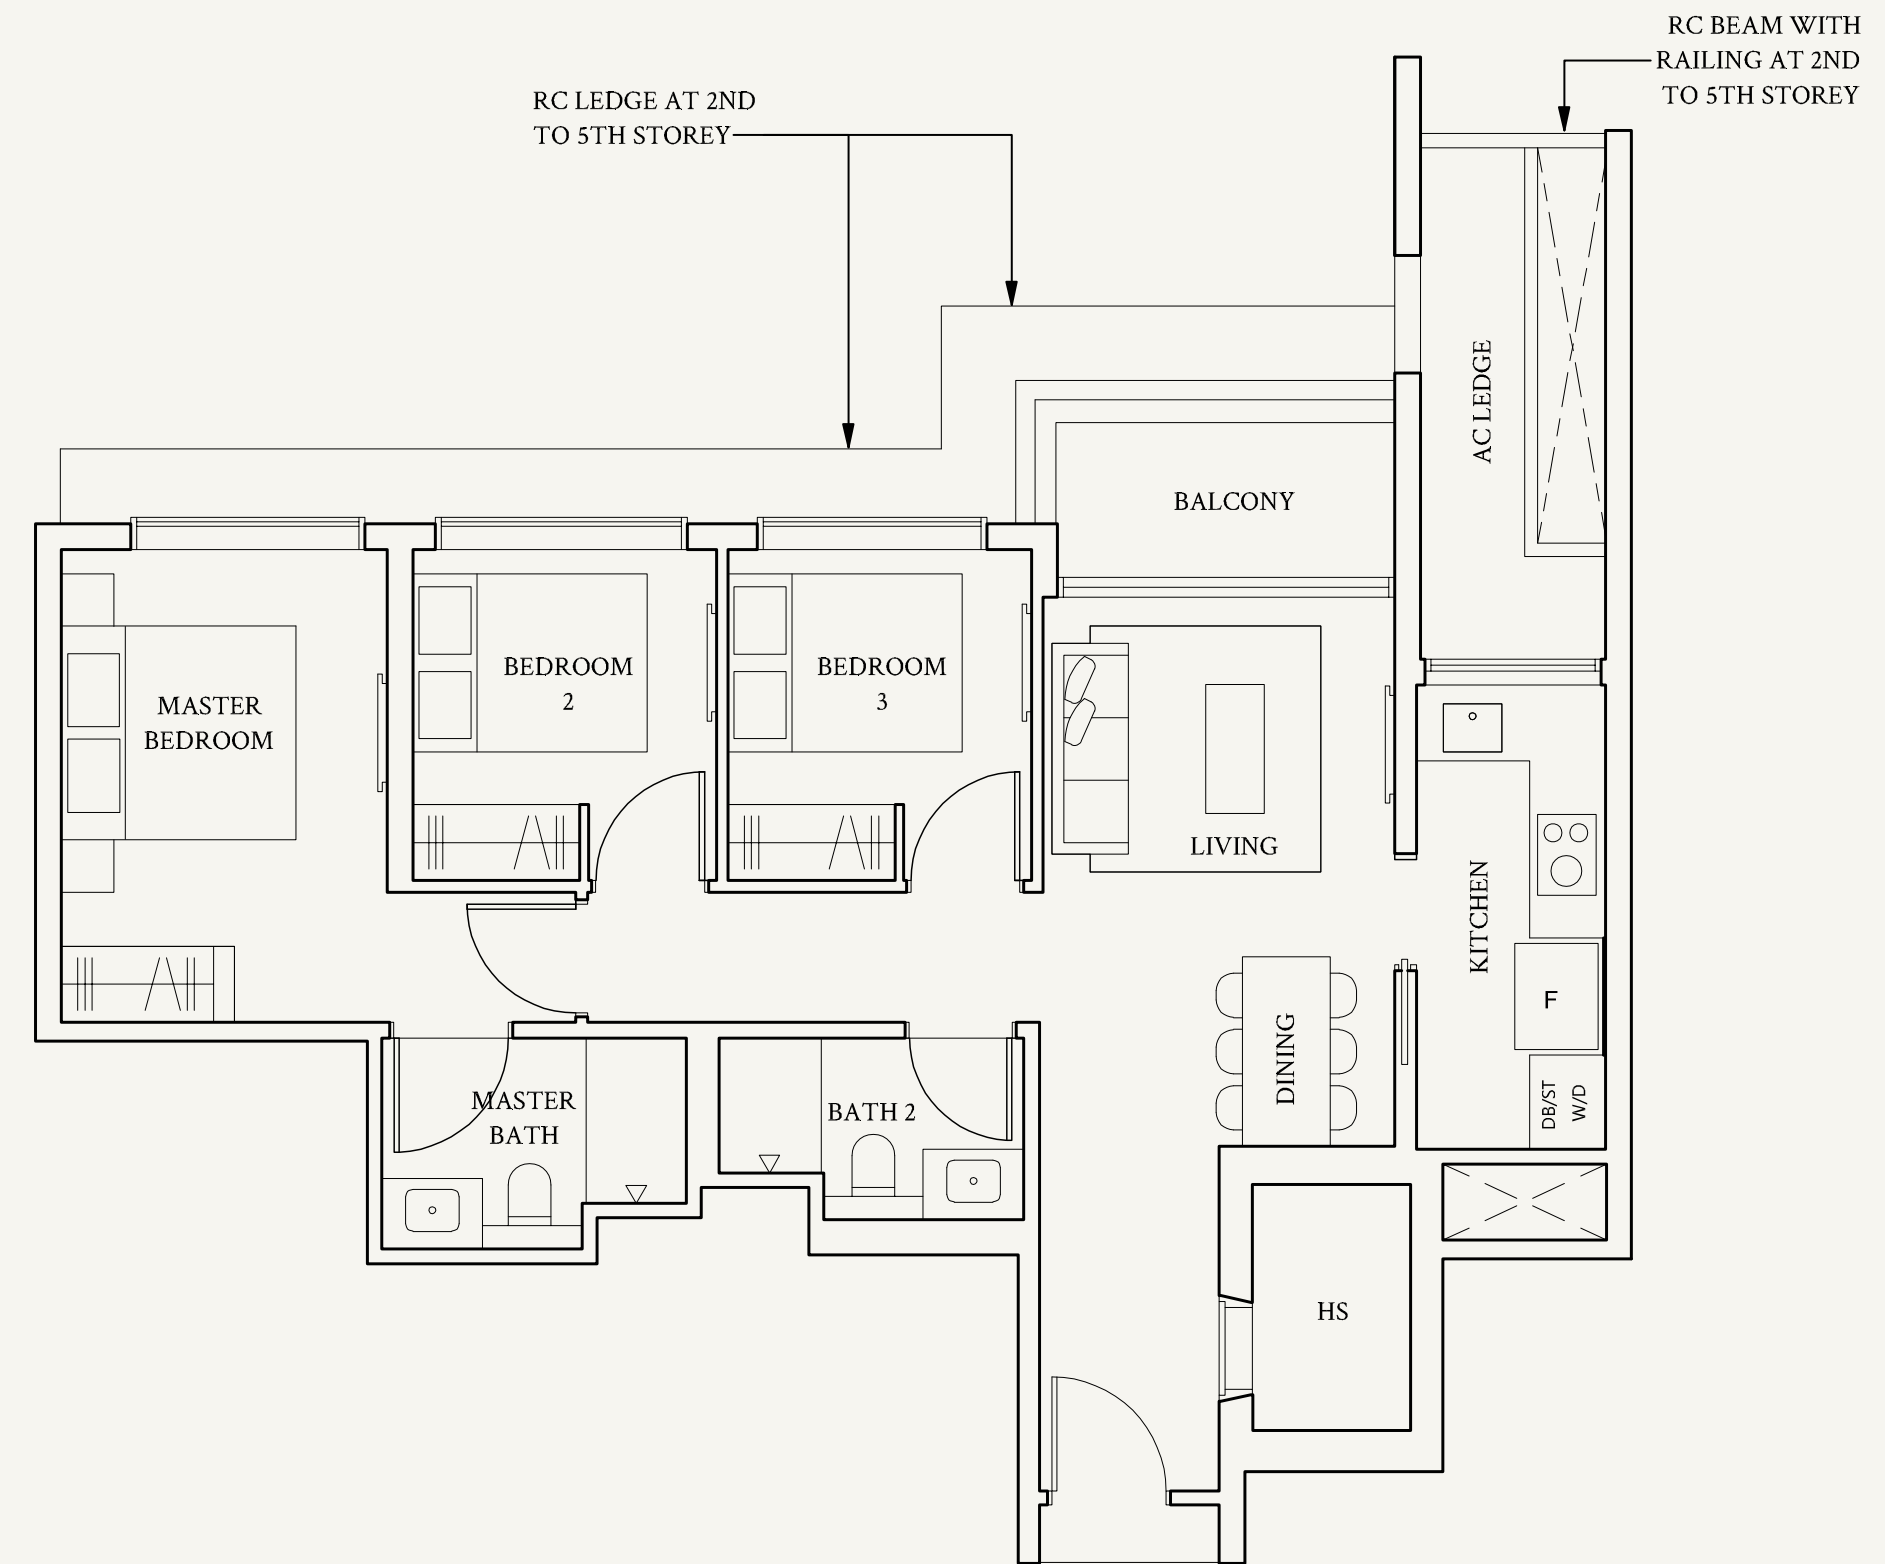 RC BEAM WITH
RAILING AT 2ND
TO 5TH STOREY
RC LEDGE AT 2ND
TO 5TH STOREY
AC LEDGE
BALCONY
MASTER
BEDROOM
BEDROOM
2
BEDROOM
3
LIVING
KITCHEN
F
DINING
DB/ST
W/D
MASTER
BATH
BATH 2
HS